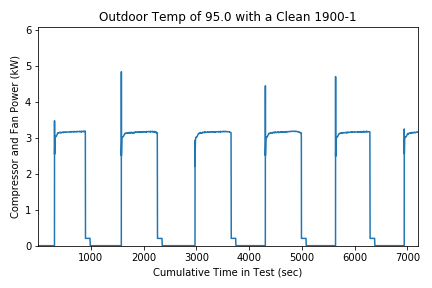 Outdoor Temp of 95.0 with a Clean 1900-1
Compressor and Fan Power (kW)
6
5
4
3
2
1
0
1000 2000 3000 4000 5000 6000 7000
Cumulative Time in Test (sec)